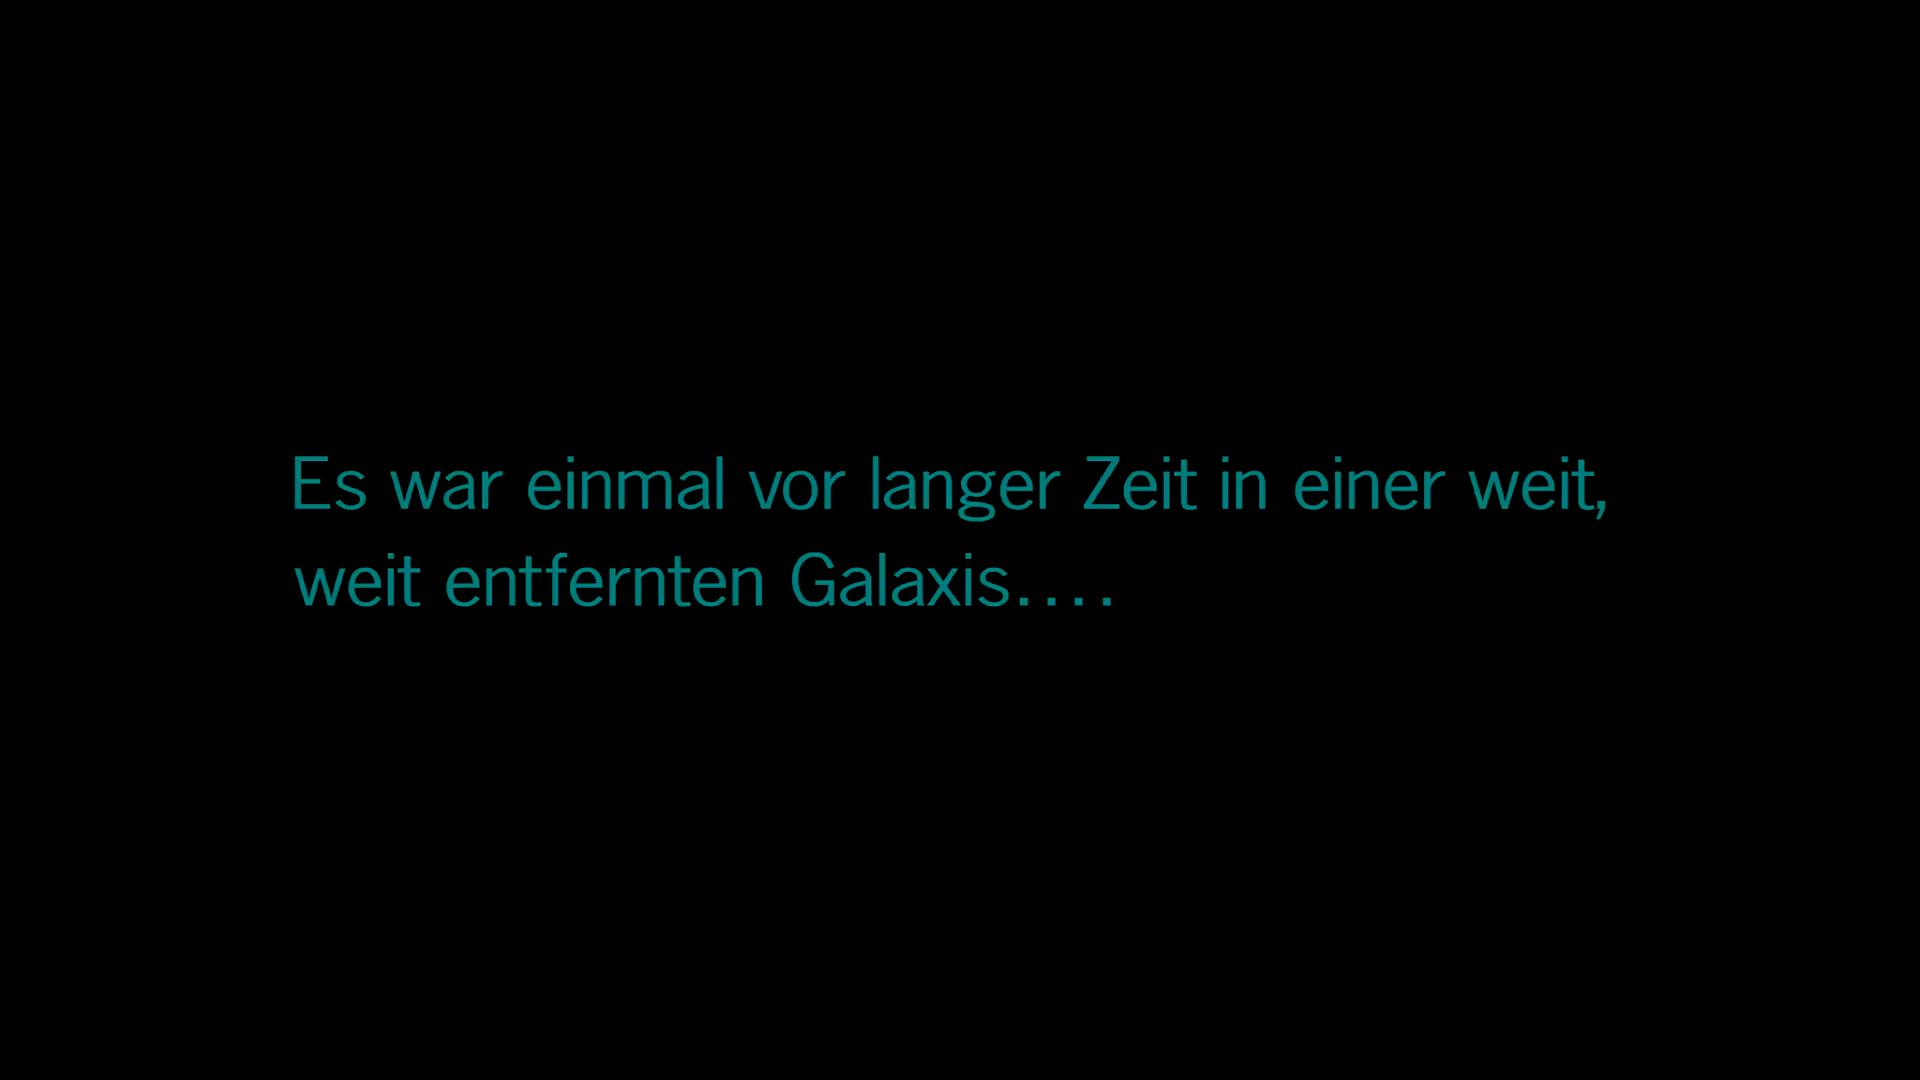 Es war einmal vor langer Zeit in einer weit,
weit entfernten Galaxis....